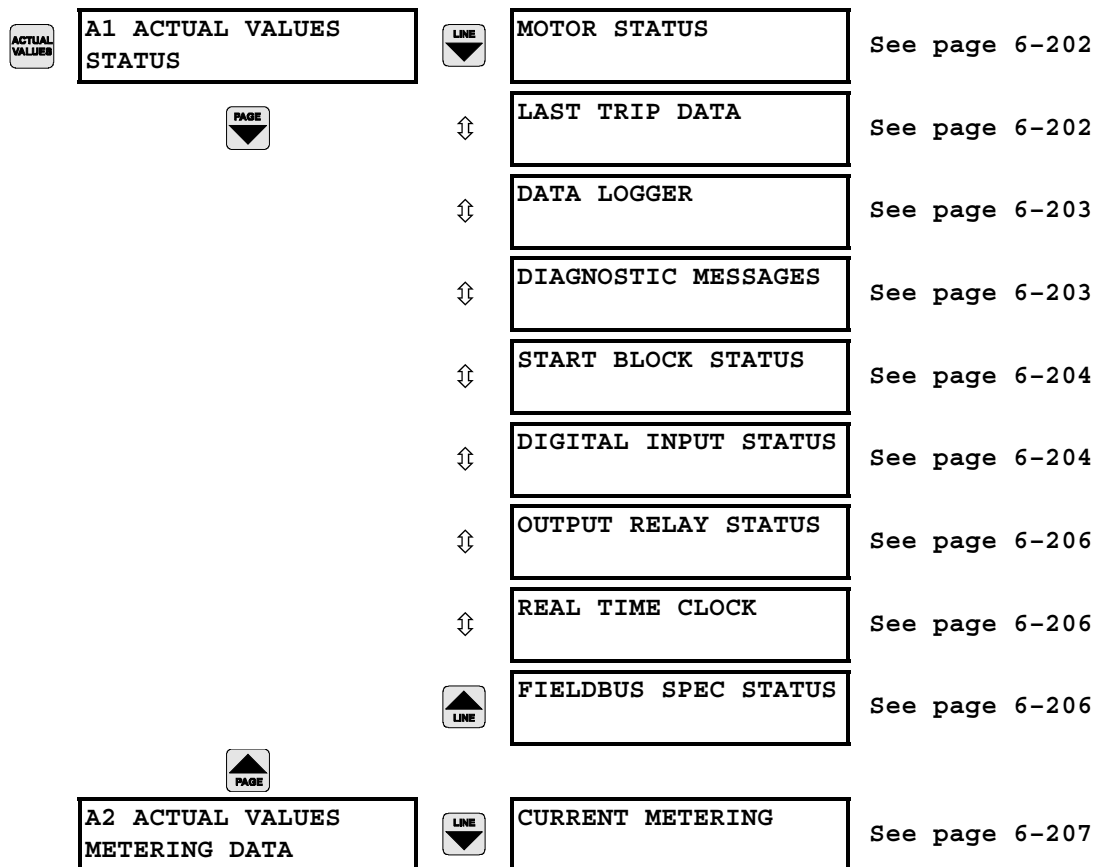 ACTUAL
VALUES
A1 ACTUAL VALUES
STATUS
LINE
MOTOR STATUS
See page 6-202
PAGE
LAST TRIP DATA
See page 6-202
DATA LOGGER
See page 6-203
DIAGNOSTIC MESSAGES
See page 6-203
START BLOCK STATUS
See page 6-204
DIGITAL INPUT STATUS
See page 6-204
OUTPUT RELAY STATUS
See page 6-206
REAL TIME CLOCK
See page 6-206
LINE
FIELDBUS SPEC STATUS
See page 6-206
PAGE
A2 ACTUAL VALUES
METERING DATA
LINE
CURRENT METERING
See page 6-207